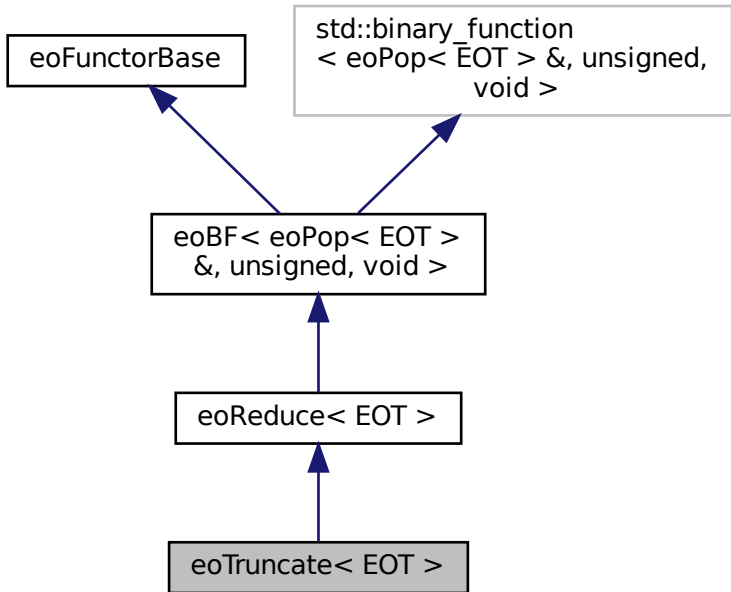 eoFunctorBase
std::binary_function
< eoPop< EOT > &, unsigned,
void >
eoBF< eoPop< EOT >
&, unsigned, void >
eoReduce< EOT >
eoTruncate< EOT >